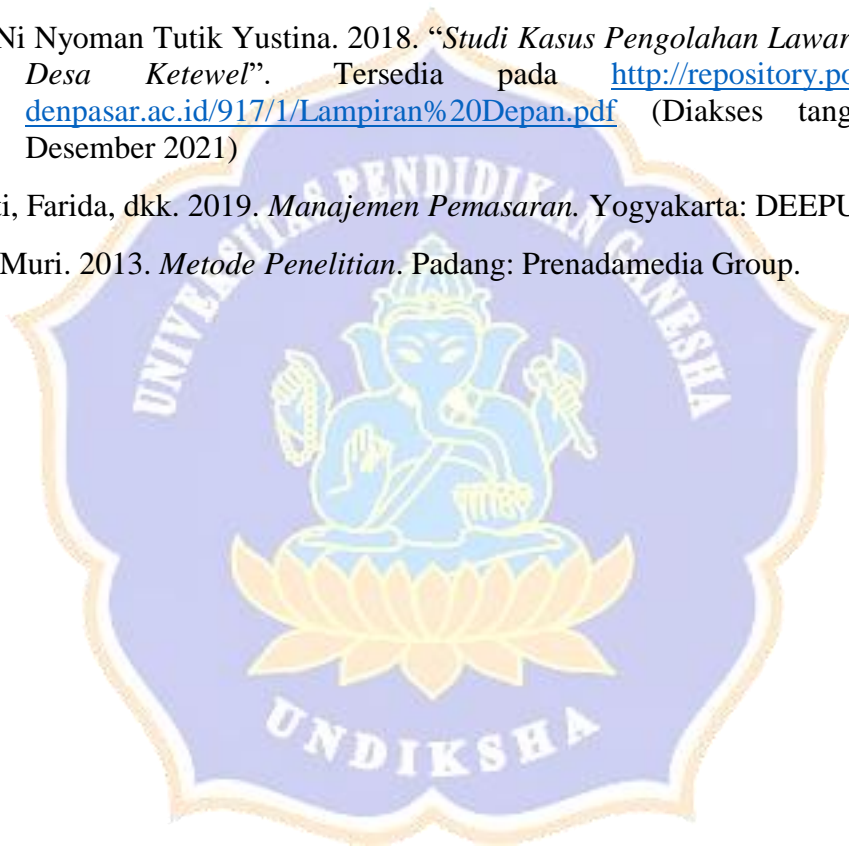 Ni Nyoman Tutik Yustina. 2018. “Studi Kasus Pengolahan Lawar
Desa Ketewel”. Tersedia pada http://repository.po
denpasar.ac.id/917/1/Lampiran%20Depan.pdf (Diakses tang
Desember 2021)
ti, Farida, dkk. 2019. Manajemen Pemasaran. Yogyakarta: DEEPU
Muri. 2013. Metode Penelitian. Padang: Prenadamedia Group.
UNIVERSITAS PENDIDIKAN GANESHA
UNDIKSHA